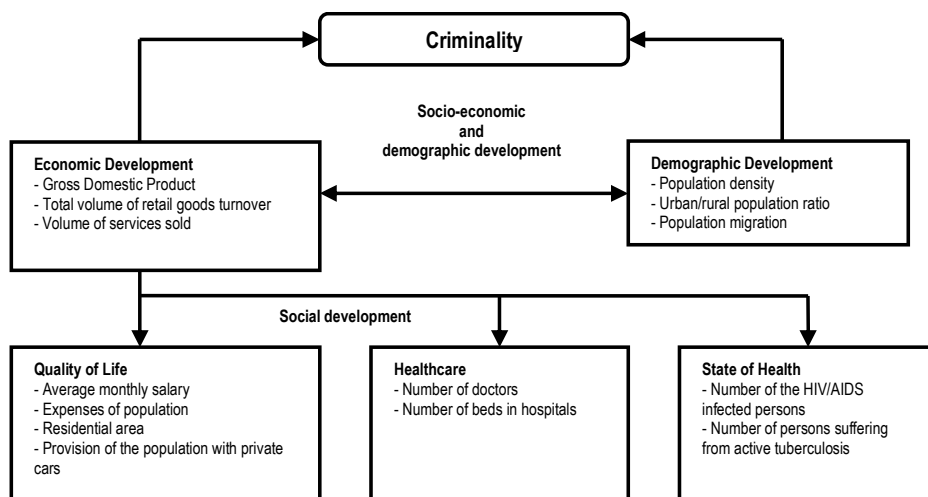 Criminality
Socio-economic
and
demographic development
Economic Development
- Gross Domestic Product
- Total volume of retail goods turnover
- Volume of services sold
Demographic Development
- Population density
- Urban/rural population ratio
- Population migration
Social development
Quality of Life
- Average monthly salary
- Expenses of population
- Residential area
- Provision of the population with private
cars
Healthcare
- Number of doctors
- Number of beds in hospitals
State of Health
- Number of the HIV/AIDS
infected persons
- Number of persons suffering
from active tuberculosis